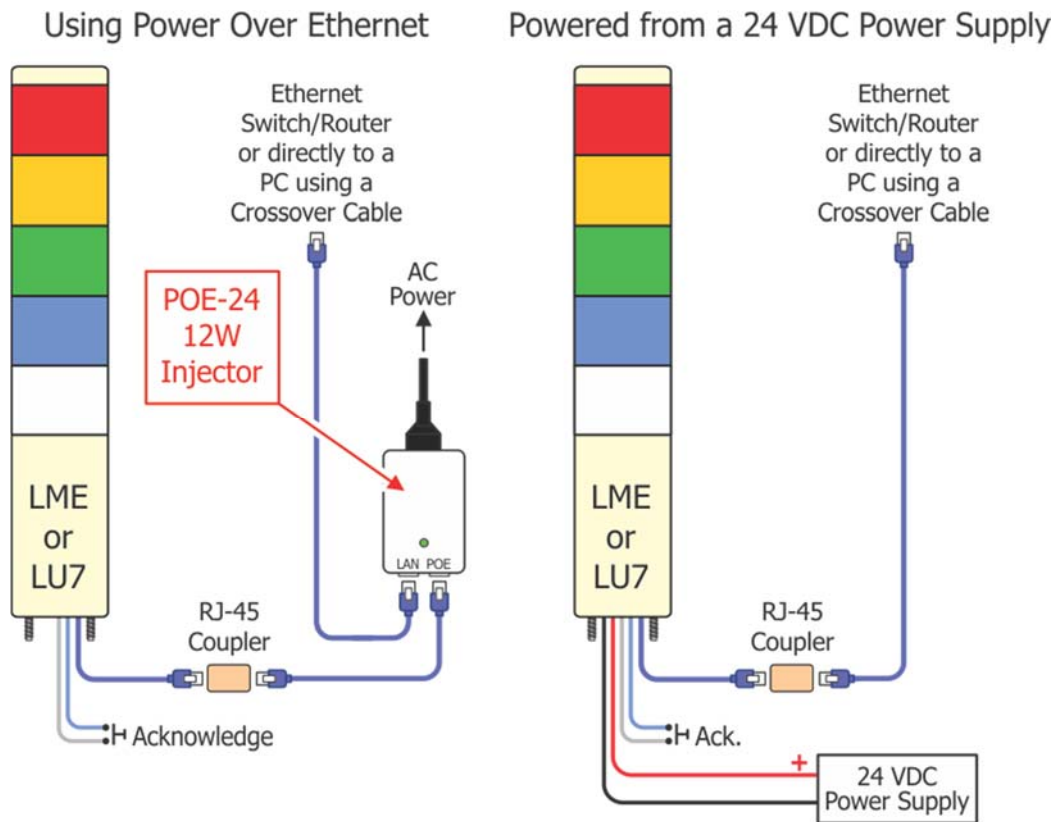 Using Power Over Ethernet
Ethernet
Switch/Router
or directly to a
PC using a
Crossover Cable
AC
Power
POE-24
12W
Injector
LME
or
LU7
LAN POE
RJ-45
Coupler
Acknowledge
Powered from a 24 VDC Power Supply
Ethernet
Switch/Router
or directly to a
PC using a
Crossover Cable
LME
or
LU7
RJ-45
Coupler
Ack.
+
24 VDC
Power Supply